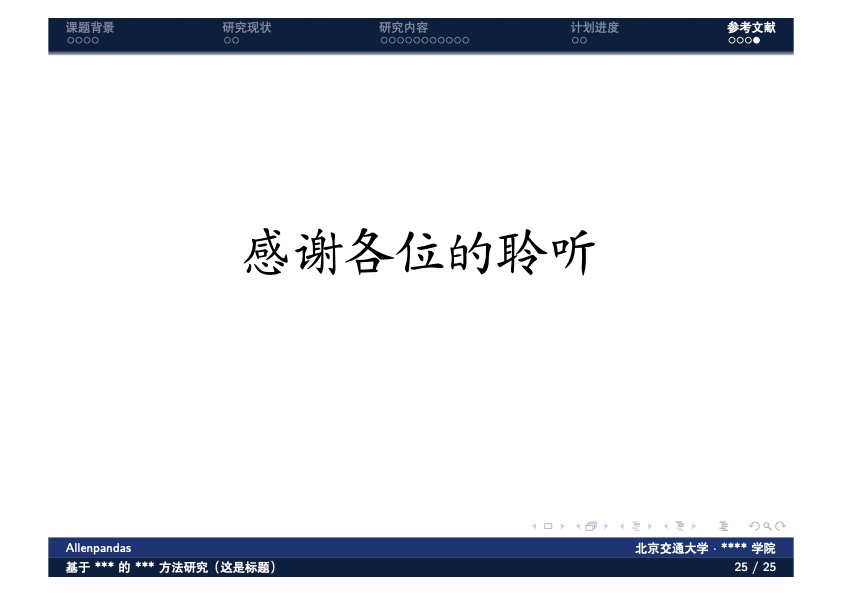 课题背景 研究现状 研究内容 计划进度 参考文献
感谢各位的聆听
Allenpandas 北京交通大学 · **** 学院
基于 *** 的 *** 方法研究（这是标题） 25 / 25